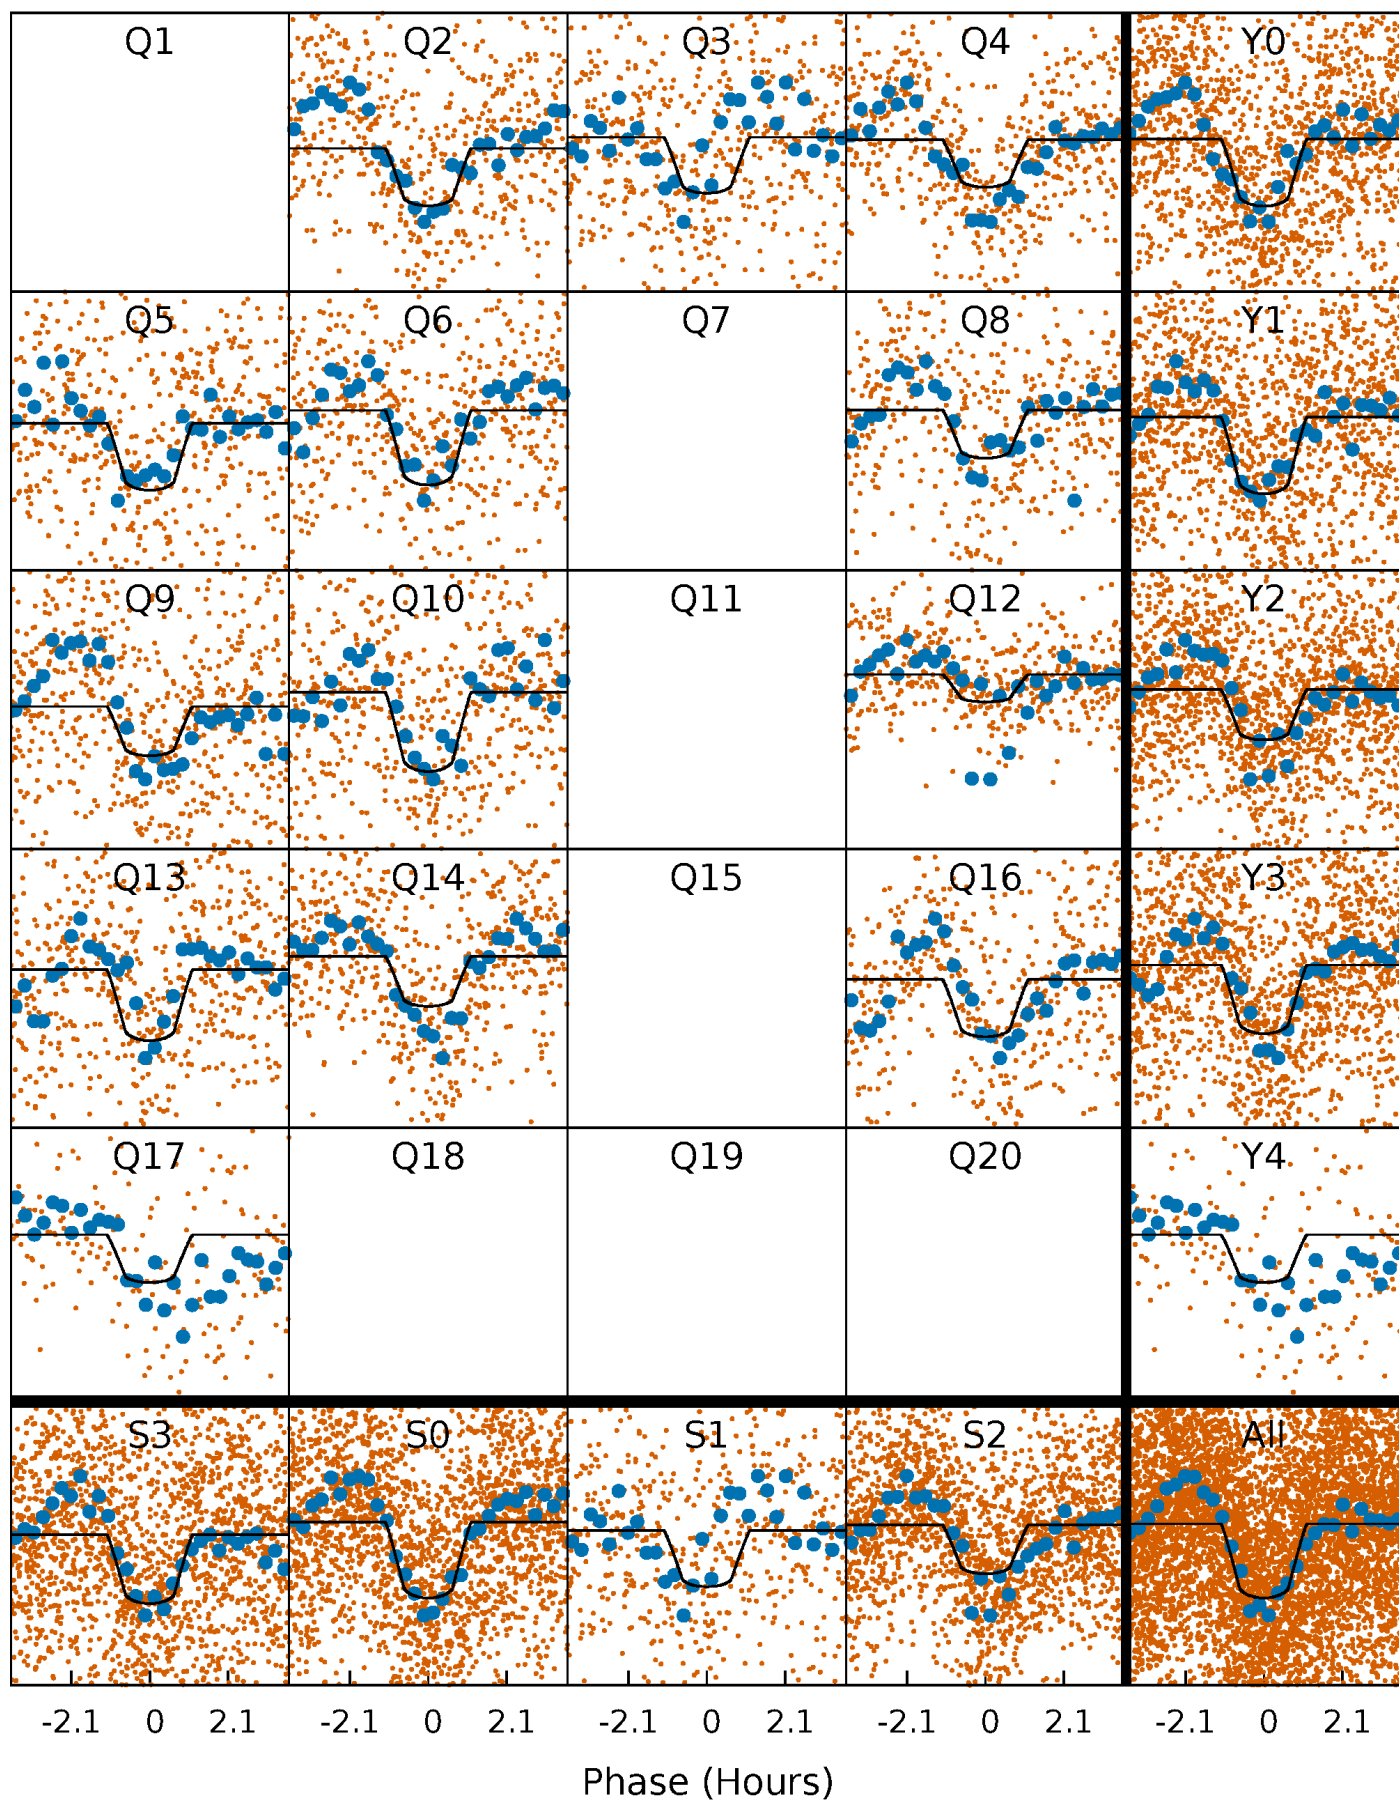 Q1 Q2 Q3 Q4 Y0
Q5 Q6 Q7 Q8 Y1
Q9 Q10 Q11 Q12 Y2
Q13 Q14 Q15 Q16 Y3
Q17 Q18 Q19 Q20 Y4
S3 S0 S1 S2 All
-2.1 0 2.1 -2.1 0 2.1 -2.1 0 2.1 -2.1 0 2.1 -2.1 0 2.1
Phase (Hours)